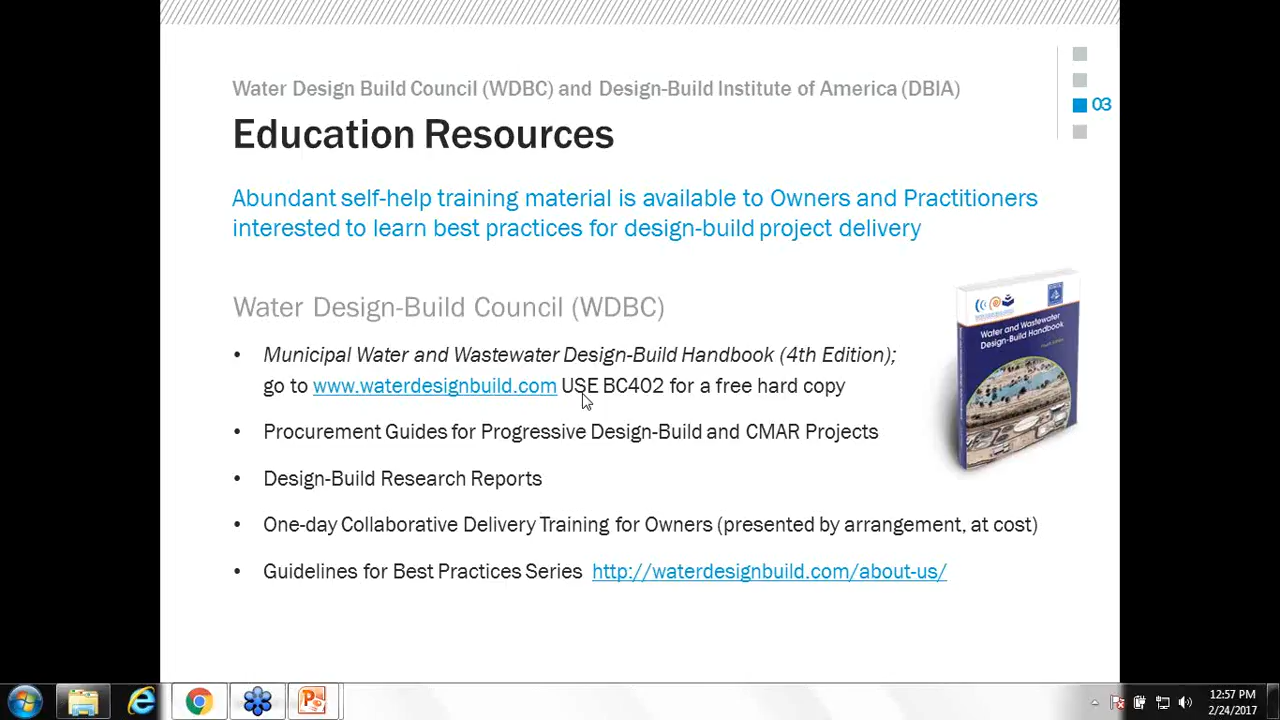 Water Design Build Council (WDBC) and Design-Build Institute of America (DBIA)
03
Education Resources
Abundant self-help training material is available to Owners and Practitioners
interested to learn best practices for design-build project delivery
Water Design-Build Council (WDBC)
• Municipal Water and Wastewater Design-Build Handbook (4th Edition);
go to www.waterdesignbuild.com USE BC402 for a free hard copy
• Procurement Guides for Progressive Design-Build and CMAR Projects
• Design-Build Research Reports
• One-day Collaborative Delivery Training for Owners (presented by arrangement, at cost)
• Guidelines for Best Practices Series http://waterdesignbuild.com/about-us/
Water and Wastewater
Design-Build Handbook
12:57 PM
2/24/2017